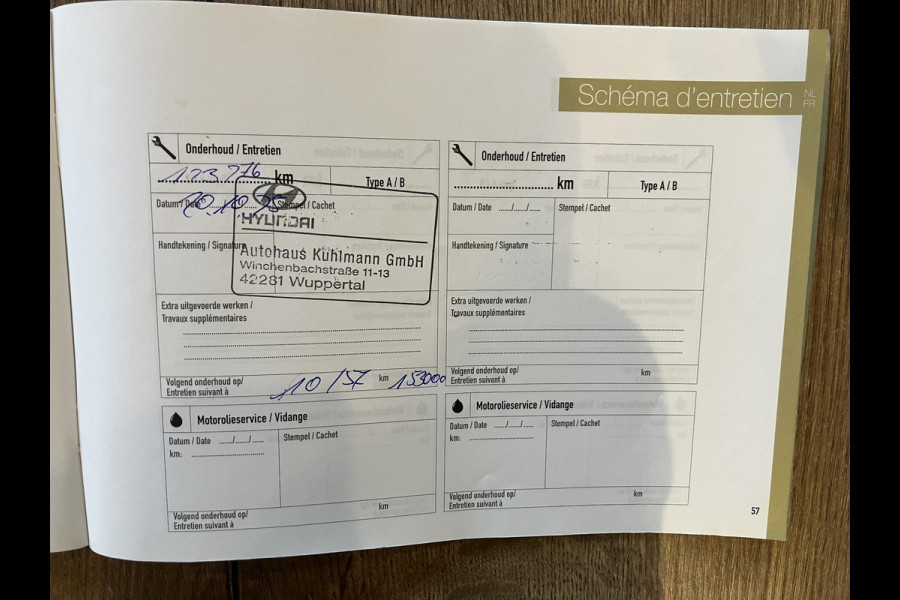 Schéma d'entretien NL
FR
Onderhoud / Entretien
123276 km
Type A / B
Datum / Date
Stempel / Cachet
HYUNDAI
Handtekening / Signature
Autohaus Kühlmann GmbH
Winchenbachstraße 11-13
42281 Wuppertal
Extra uitgevoerde werken /
Travaux supplémentaires
Volgend onderhoud op/
Entretien suivant à
10 / km 153000
Motorolieservice / Vidange
Datum / Date ....../....../......
Stempel / Cachet
km:
Volgend onderhoud op/
Entretien suivant à
km
Onderhoud / Entretien
km
Type A / B
Datum / Date ....../....../......
Stempel / Cachet
Handtekening / Signature
Extra uitgevoerde werken /
Travaux supplémentaires
Volgend onderhoud op/
Entretien suivant à
km
Motorolieservice / Vidange
Datum / Date ....../....../......
Stempel / Cachet
km:
Volgend onderhoud op/
Entretien suivant à
km
57